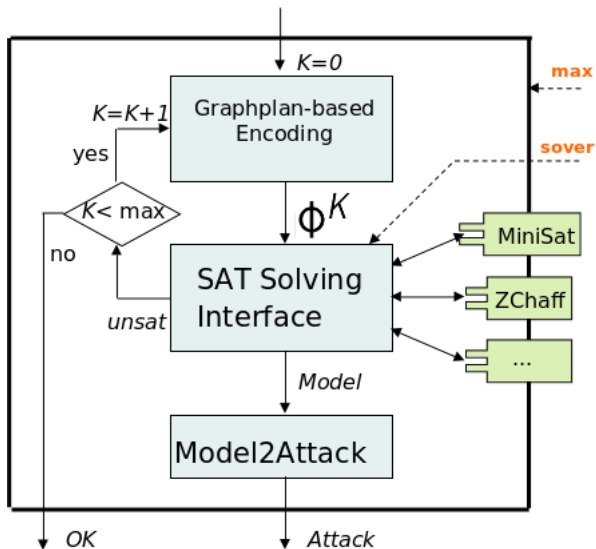 K=0
max
K=K+1
Graphplan-based
Encoding
yes
sover
K< max
Φᴷ
no
MiniSat
SAT Solving
Interface
ZChaff
unsat
...
Model
Model2Attack
OK
Attack